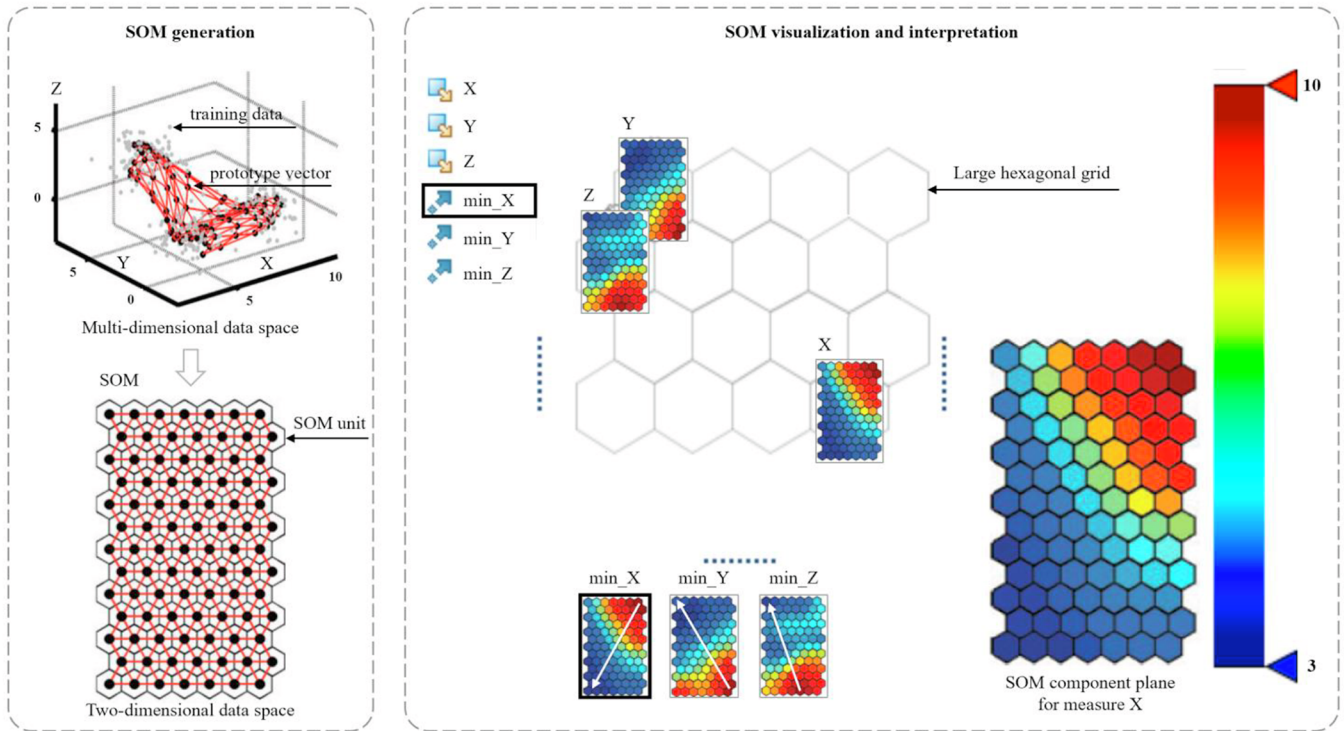 SOM generation
Z
5
0
training data
prototype vector
5
Y
0
X
5
10
Multi-dimensional data space
SOM
SOM unit
Two-dimensional data space
SOM visualization and interpretation
X
Y
Z
min_X
min_Y
min_Z
Y
Z
X
Large hexagonal grid
min_X
min_Y
min_Z
10
3
SOM component plane
for measure X